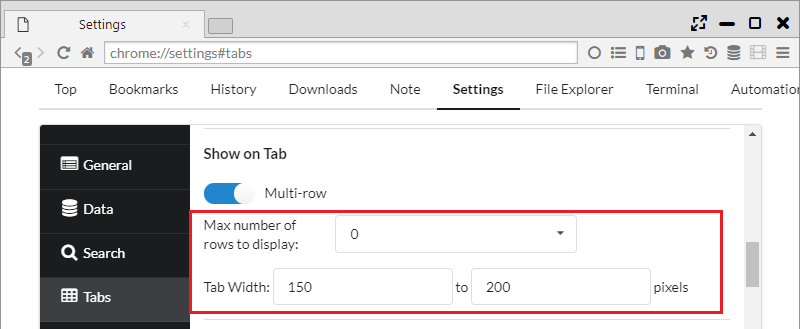 Settings
2
chrome://settings#tabs
Top Bookmarks History Downloads Note Settings File Explorer Terminal Automation
Show on Tab
General
Multi-row
Data
Max number of
rows to display:
0
Search
Tab Width: 150 to 200 pixels
Tabs